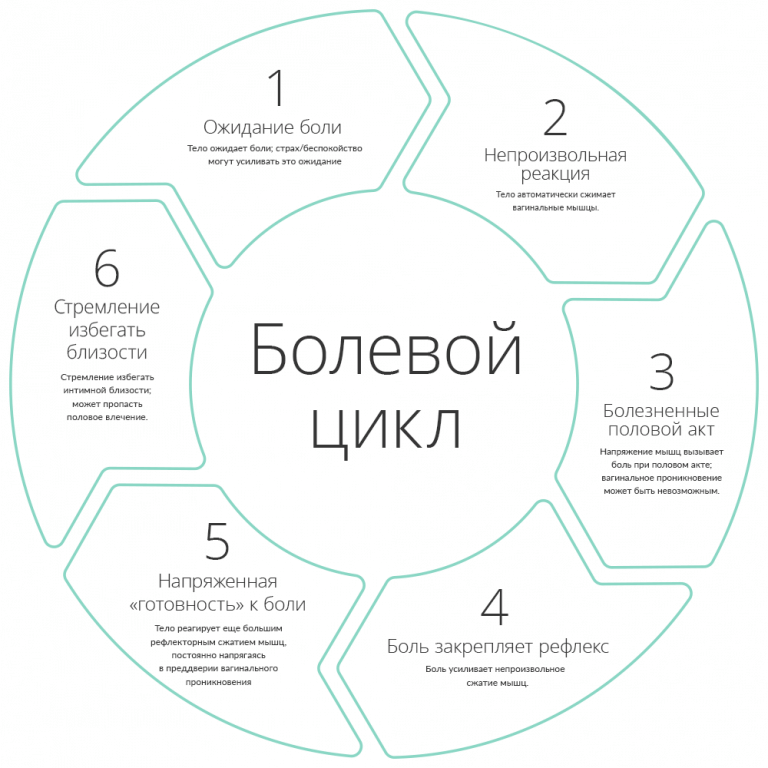 Болевой
цикл
1
Ожидание боли
Тело ожидает боли; страх/беспокойство
могут усиливать это ожидание
2
Непроизвольная
реакция
Тело автоматически сжимает
вагинальные мышцы.
3
Болезненные
половой акт
Напряжение мышц вызывает
боль при половом акте;
вагинальное проникновение
может быть невозможным.
4
Боль закрепляет рефлекс
Боль усиливает непроизвольное
сжатие мышц.
5
Напряженная
«готовность» к боли
Тело реагирует еще большим
рефлекторным сжатием мышц,
постоянно напрягаясь
в преддверии вагинального
проникновения
6
Стремление
избегать
близости
Стремление избегать
интимной близости;
может пропасть
половое влечение.